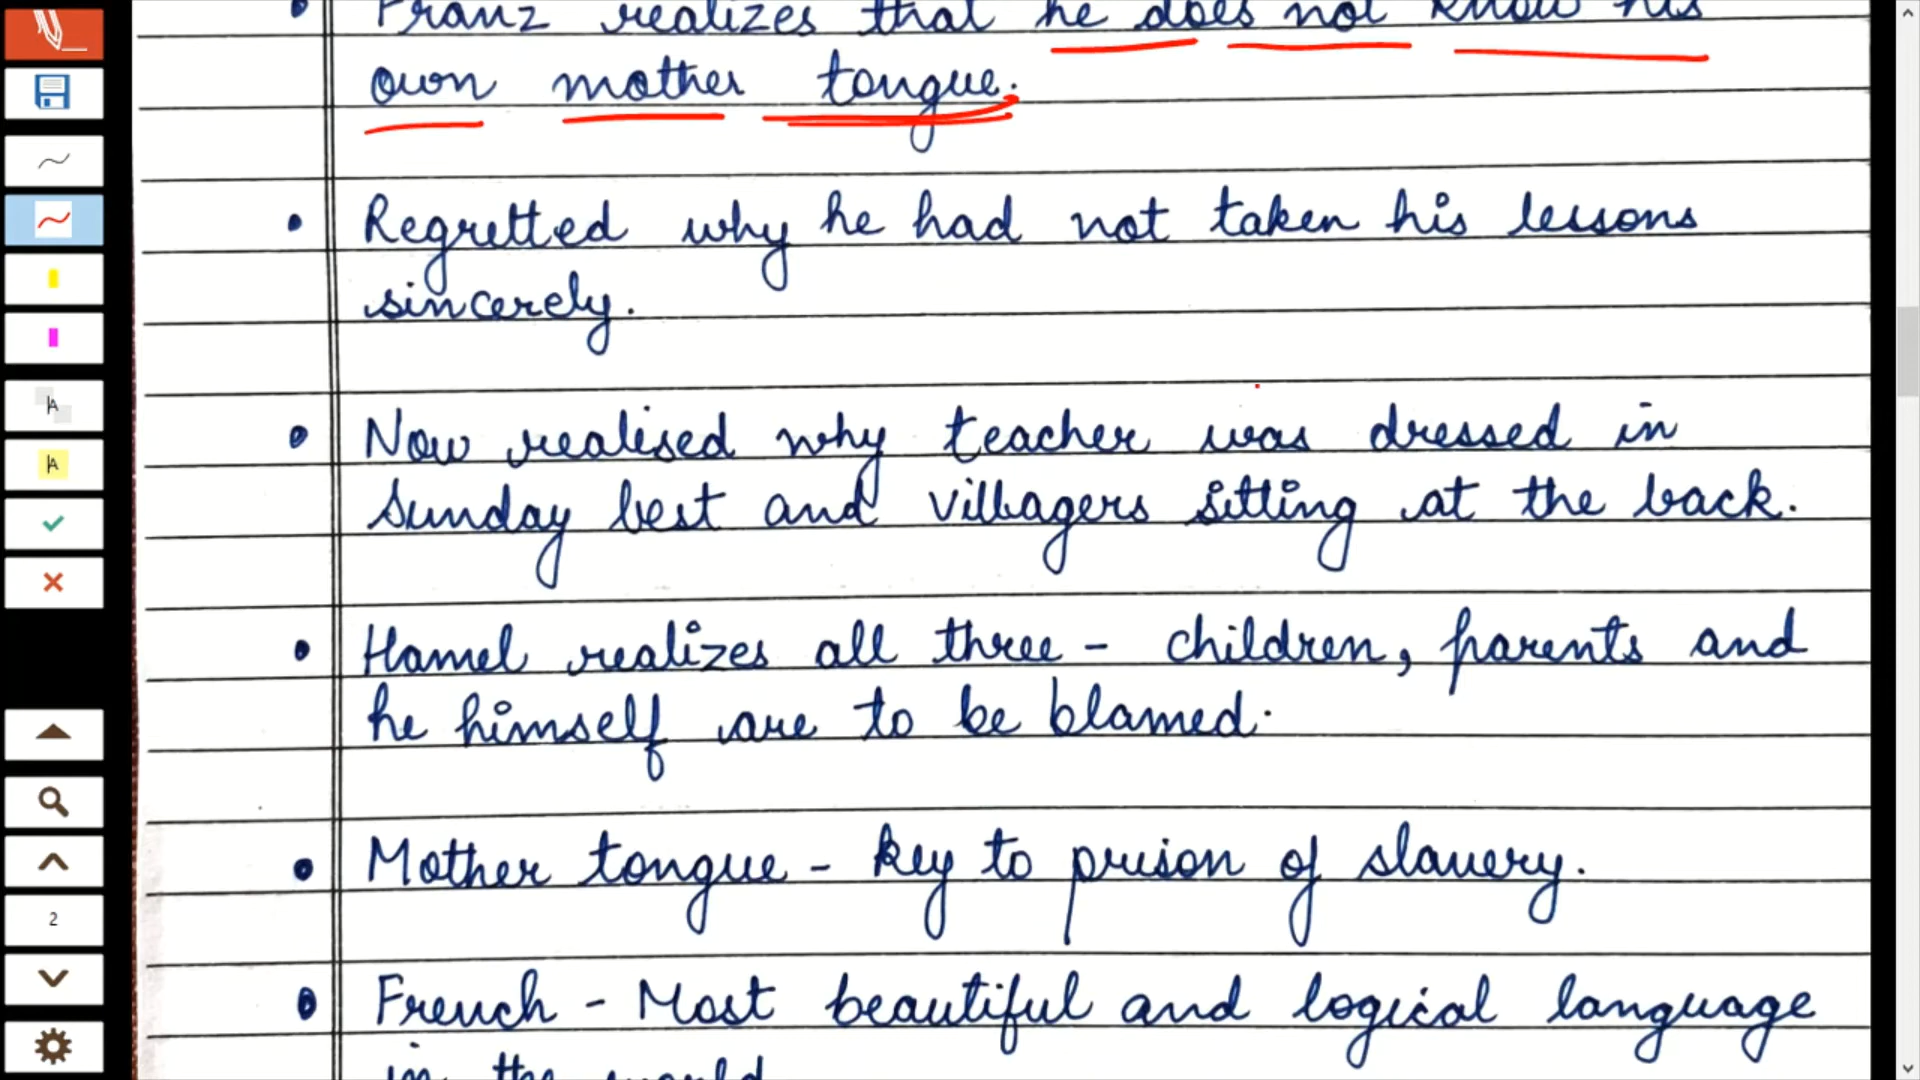 • Franz realizes that he does not know his
own mother tongue.
• Regretted why he had not taken his lessons
sincerely.
• Now realised why teacher was dressed in
Sunday best and villagers sitting at the back.
• Hamel realizes all three - children, parents and
he himself are to be blamed.
• Mother tongue - key to prison of slavery.
• French - Most beautiful and logical language
in the world
2